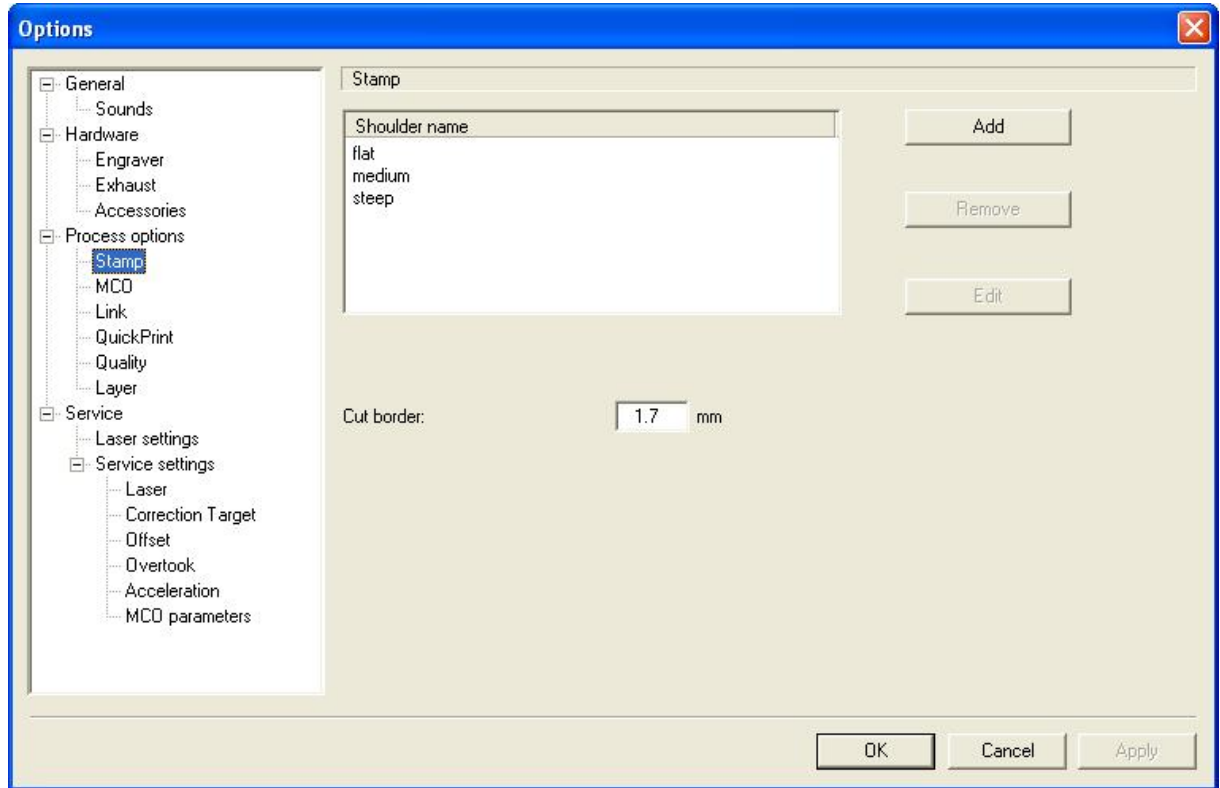 Options
General
Sounds
Hardware
Engraver
Exhaust
Accessories
Process options
Stamp
MCO
Link
QuickPrint
Quality
Layer
Service
Laser settings
Service settings
Laser
Correction Target
Offset
Overtook
Acceleration
MCO parameters
Stamp
Shoulder name
flat
medium
steep
Add
Remove
Edit
Cut border: 1.7 mm
OK Cancel Apply